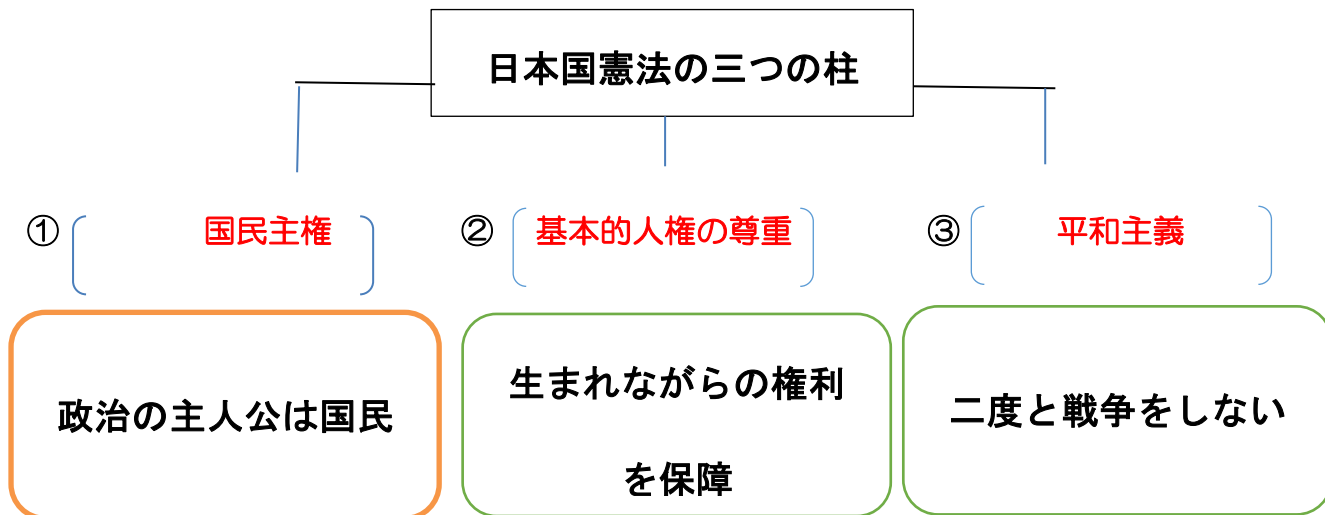 日本国憲法の三つの柱
① 国民主権
② 基本的人権の尊重
③ 平和主義
政治の主人公は国民
生まれながらの権利
を保障
二度と戦争をしない